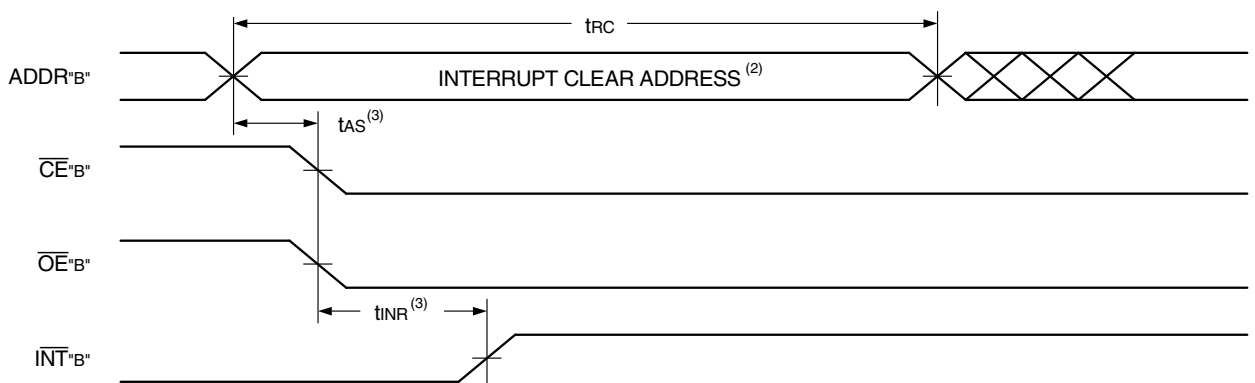 tRC
ADDR"B"
INTERRUPT CLEAR ADDRESS (2)
tAS(3)
CE"B"
OE"B"
tINR(3)
INT"B"